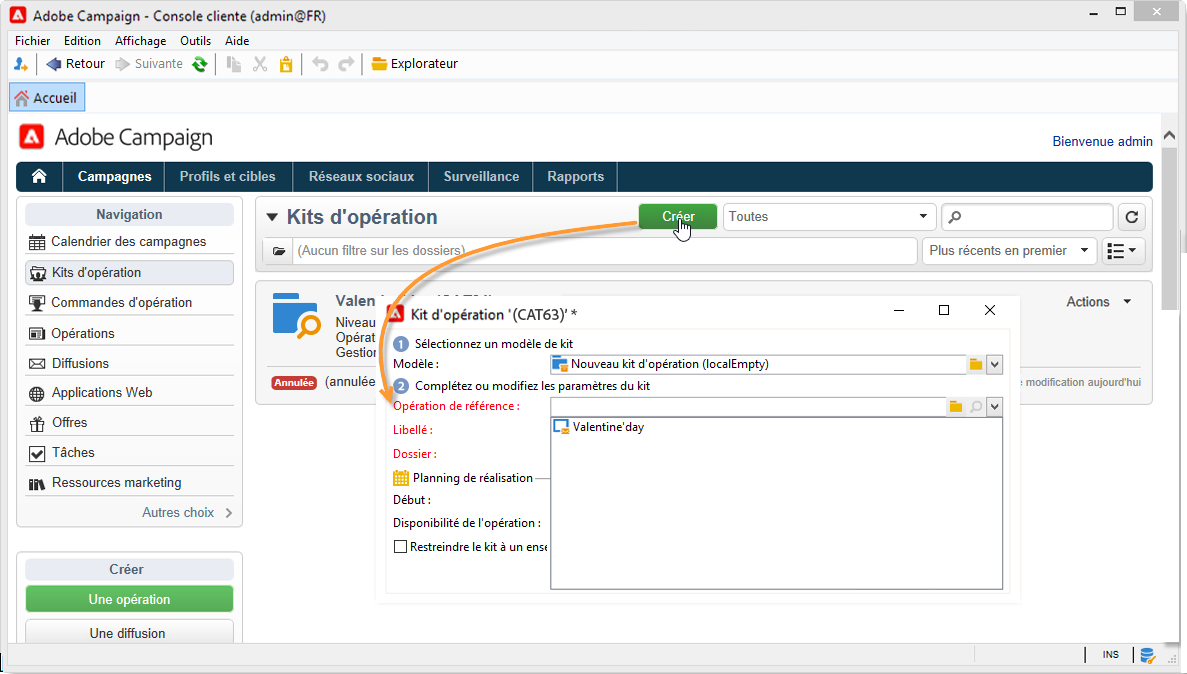 Adobe Campaign - Console cliente (admin@FR)
Fichier Edition Affichage Outils Aide
Retour Suivante Explorateur
Accueil
Adobe Campaign
Bienvenue admin
Campagnes Profils et cibles Réseaux sociaux Surveillance Rapports
Navigation
Calendrier des campagnes
Kits d'opération
Commandes d'opération
Opérations
Diffusions
Applications Web
Offres
Tâches
Ressources marketing
Autres choix
Créer
Une opération
Une diffusion
Kits d'opération
Créer
Toutes
(Aucun filtre sur les dossiers)
Plus récents en premier
Valen
Actions
Niveau
Opérat
Gestion
Annulée (annulée
modification aujourd'hui
Kit d'opération '(CAT63)' *
1 Sélectionnez un modèle de kit
Modèle : Nouveau kit d'opération (localEmpty)
2 Complétez ou modifiez les paramètres du kit
Opération de référence :
Valentine'day
Libellé :
Dossier :
Planning de réalisation
Début :
Disponibilité de l'opération :
Restreindre le kit à un ense
INS